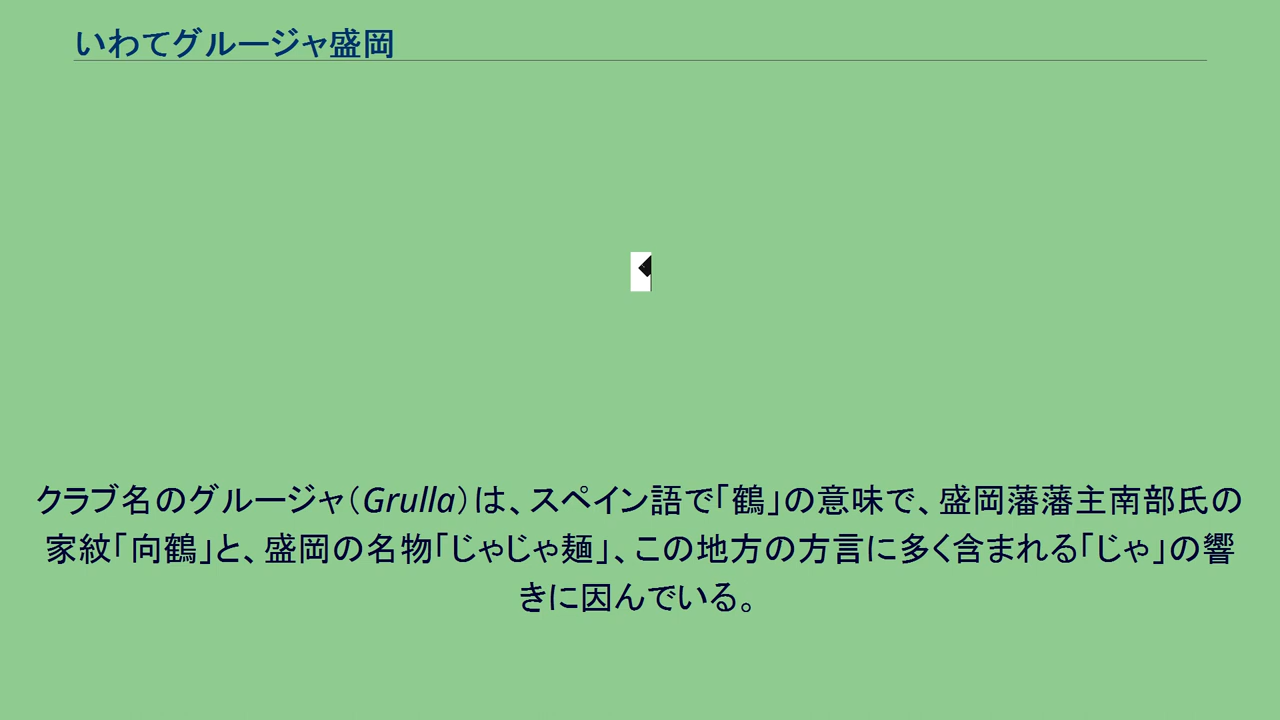 いわてグルージャ盛岡
クラブ名のグルージャ（Grulla）は、スペイン語で「鶴」の意味で、盛岡藩藩主南部氏の
家紋「向鶴」と、盛岡の名物「じゃじゃ麺」、この地方の方言に多く含まれる「じゃ」の響
きに因んでいる。